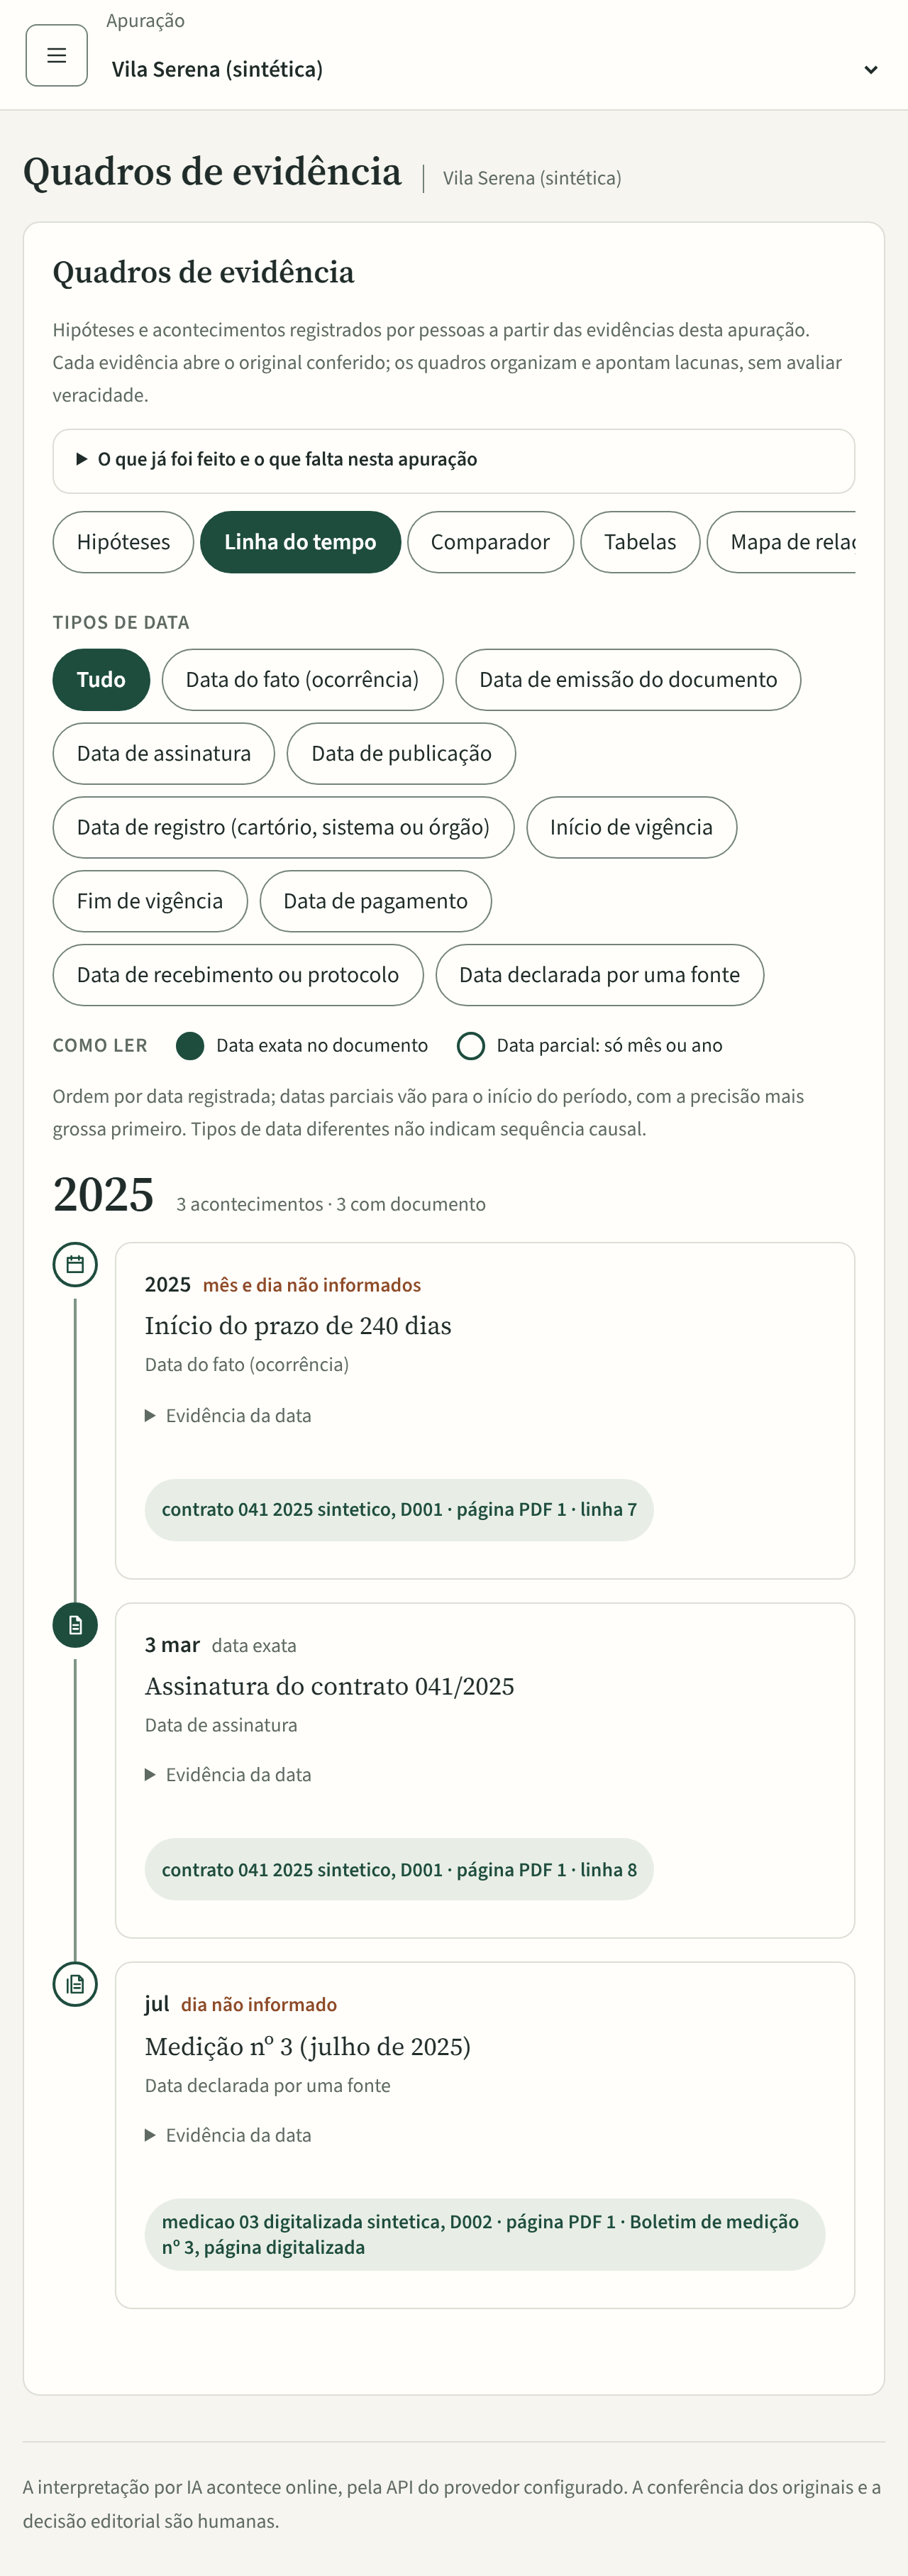 Apuração
Vila Serena (sintética)
Quadros de evidência
Vila Serena (sintética)
Quadros de evidência
Hipóteses e acontecimentos registrados por pessoas a partir das evidências desta apuração.
Cada evidência abre o original conferido; os quadros organizam e apontam lacunas, sem avaliar
veracidade.
O que já foi feito e o que falta nesta apuração
Hipóteses
Linha do tempo
Comparador
Tabelas
Mapa de
TIPOS DE DATA
Tudo
Data do fato (ocorrência)
Data de emissão do documento
Data de assinatura
Data de publicação
Data de registro (cartório, sistema ou órgão)
Início de vigência
Fim de vigência
Data de pagamento
Data de recebimento ou protocolo
Data declarada por uma fonte
COMO LER
Data exata no documento
Data parcial: só mês ou ano
Ordem por data registrada; datas parciais vão para o início do período, com a precisão mais
grossa primeiro. Tipos de data diferentes não indicam sequência causal.
2025
3 acontecimentos · 3 com documento
2025 mês e dia não informados
Início do prazo de 240 dias
Data do fato (ocorrência)
Evidência da data
contrato 041 2025 sintetico, D001 · página PDF 1 · linha 7
3 mar data exata
Assinatura do contrato 041/2025
Data de assinatura
Evidência da data
contrato 041 2025 sintetico, D001 · página PDF 1 · linha 8
jul dia não informado
Medição nº 3 (julho de 2025)
Data declarada por uma fonte
Evidência da data
medicao 03 digitalizada sintetica, D002 · página PDF 1 · Boletim de medição
nº 3, página digitalizada
A interpretação por IA acontece online, pela API do provedor configurado. A conferência dos originais e a
decisão editorial são humanas.